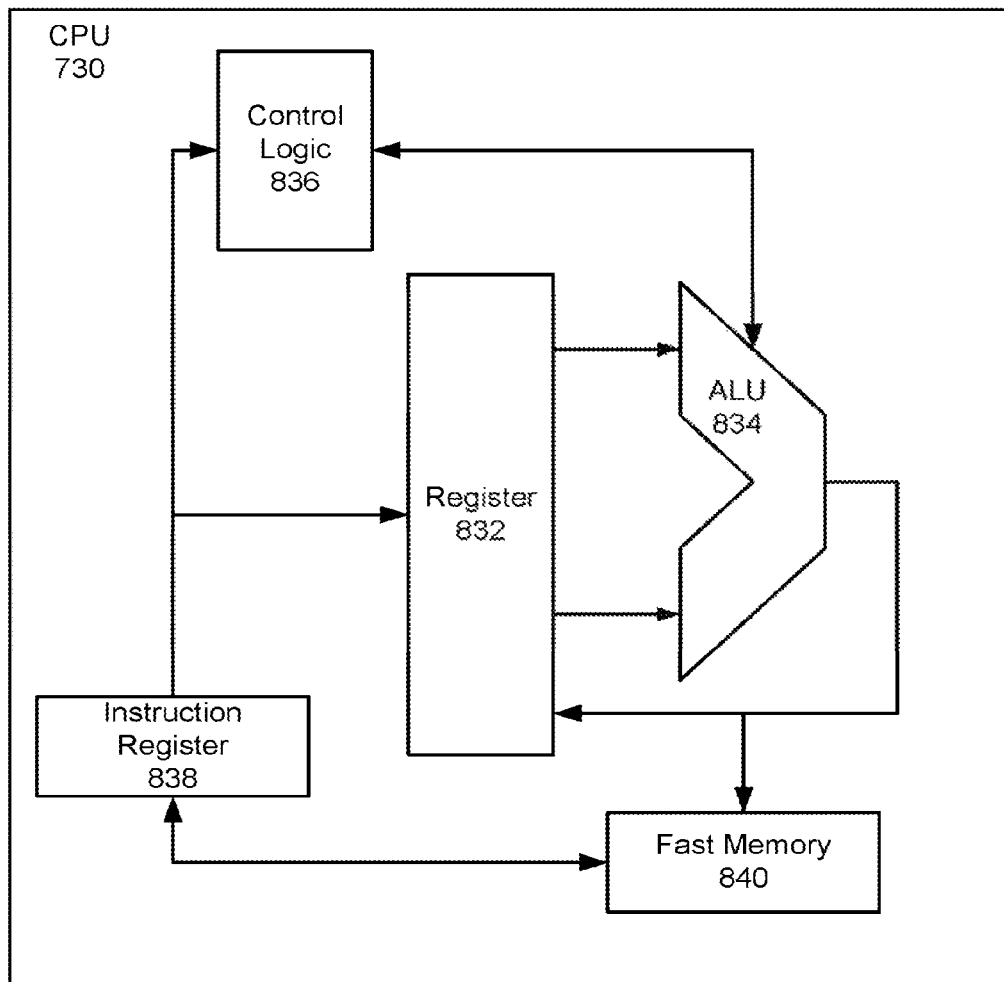 CPU
730
Control
Logic
836
ALU
834
Register
832
Instruction
Register
838
Fast Memory
840